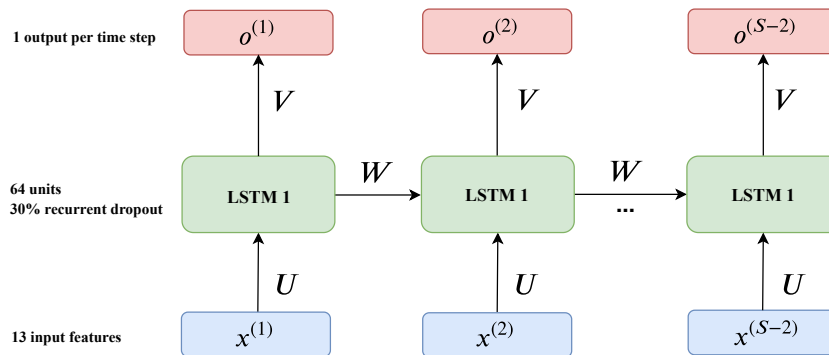 1 output per time step
o^(1)
o^(2)
o^(S−2)
V
V
V
64 units
30% recurrent dropout
LSTM 1
W
LSTM 1
W
...
LSTM 1
U
U
U
13 input features
x^(1)
x^(2)
x^(S−2)